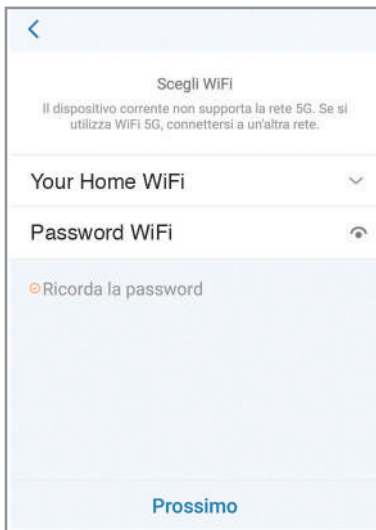 Scegli WiFi
Il dispositivo corrente non supporta la rete 5G. Se si
utilizza WiFi 5G, connettersi a un'altra rete.
Your Home WiFi
Password WiFi
Ricorda la password
Prossimo